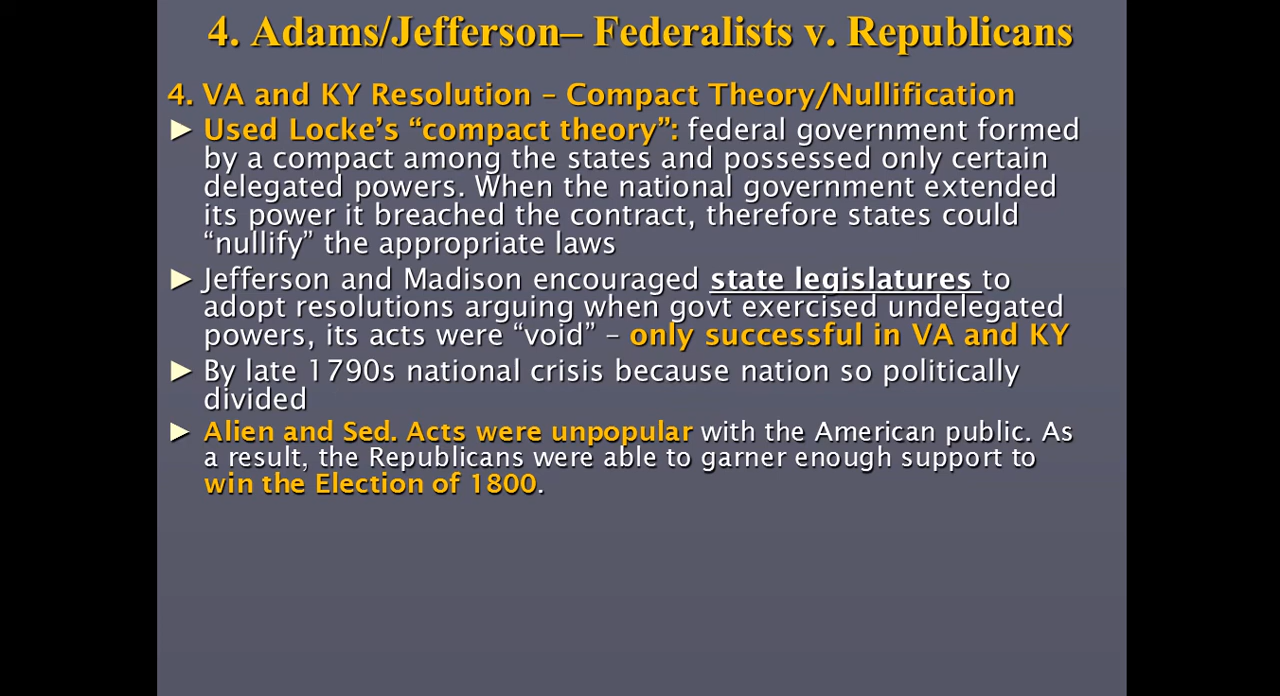 4. Adams/Jefferson– Federalists v. Republicans
4. VA and KY Resolution – Compact Theory/Nullification
► Used Locke’s “compact theory”: federal government formed
by a compact among the states and possessed only certain
delegated powers. When the national government extended
its power it breached the contract, therefore states could
“nullify” the appropriate laws
► Jefferson and Madison encouraged state legislatures to
adopt resolutions arguing when govt exercised undelegated
powers, its acts were “void” – only successful in VA and KY
► By late 1790s national crisis because nation so politically
divided
► Alien and Sed. Acts were unpopular with the American public. As
a result, the Republicans were able to garner enough support to
win the Election of 1800.